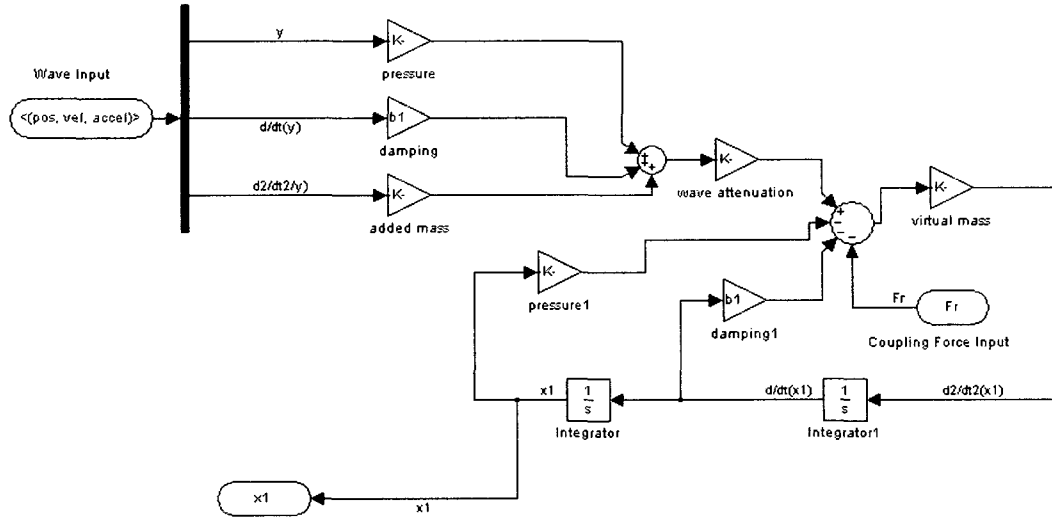 y
K-
pressure
Wave Input
<(pos, vel, accel)>
d/dt(y)
b1
damping
d2/dt2/y)
K-
added mass
+
+
+
K-
wave attenuation
+
-
-
-
K-
virtual mass
K-
pressure1
b1
damping1
Fr
Fr
Coupling Force Input
x1
1
s
Integrator
d/dt(x1)
1
s
Integrator1
d2/dt2(x1)
x1
x1